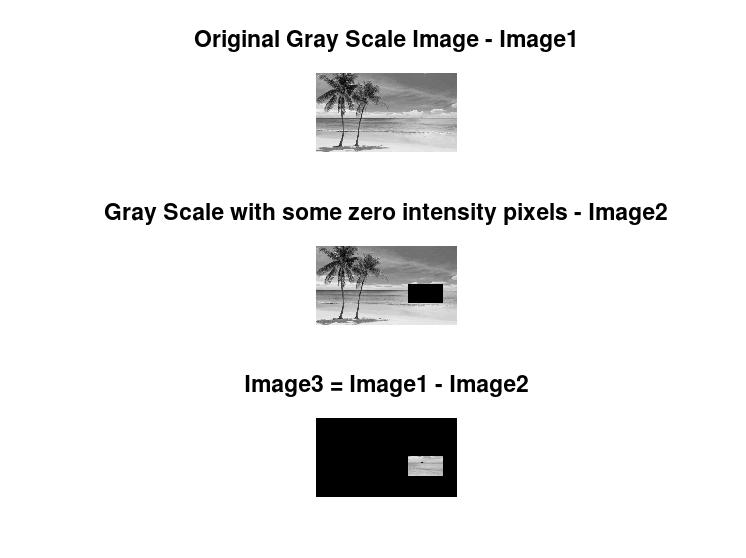 Original Gray Scale Image - Image1
Gray Scale with some zero intensity pixels - Image2
Image3 = Image1 - Image2